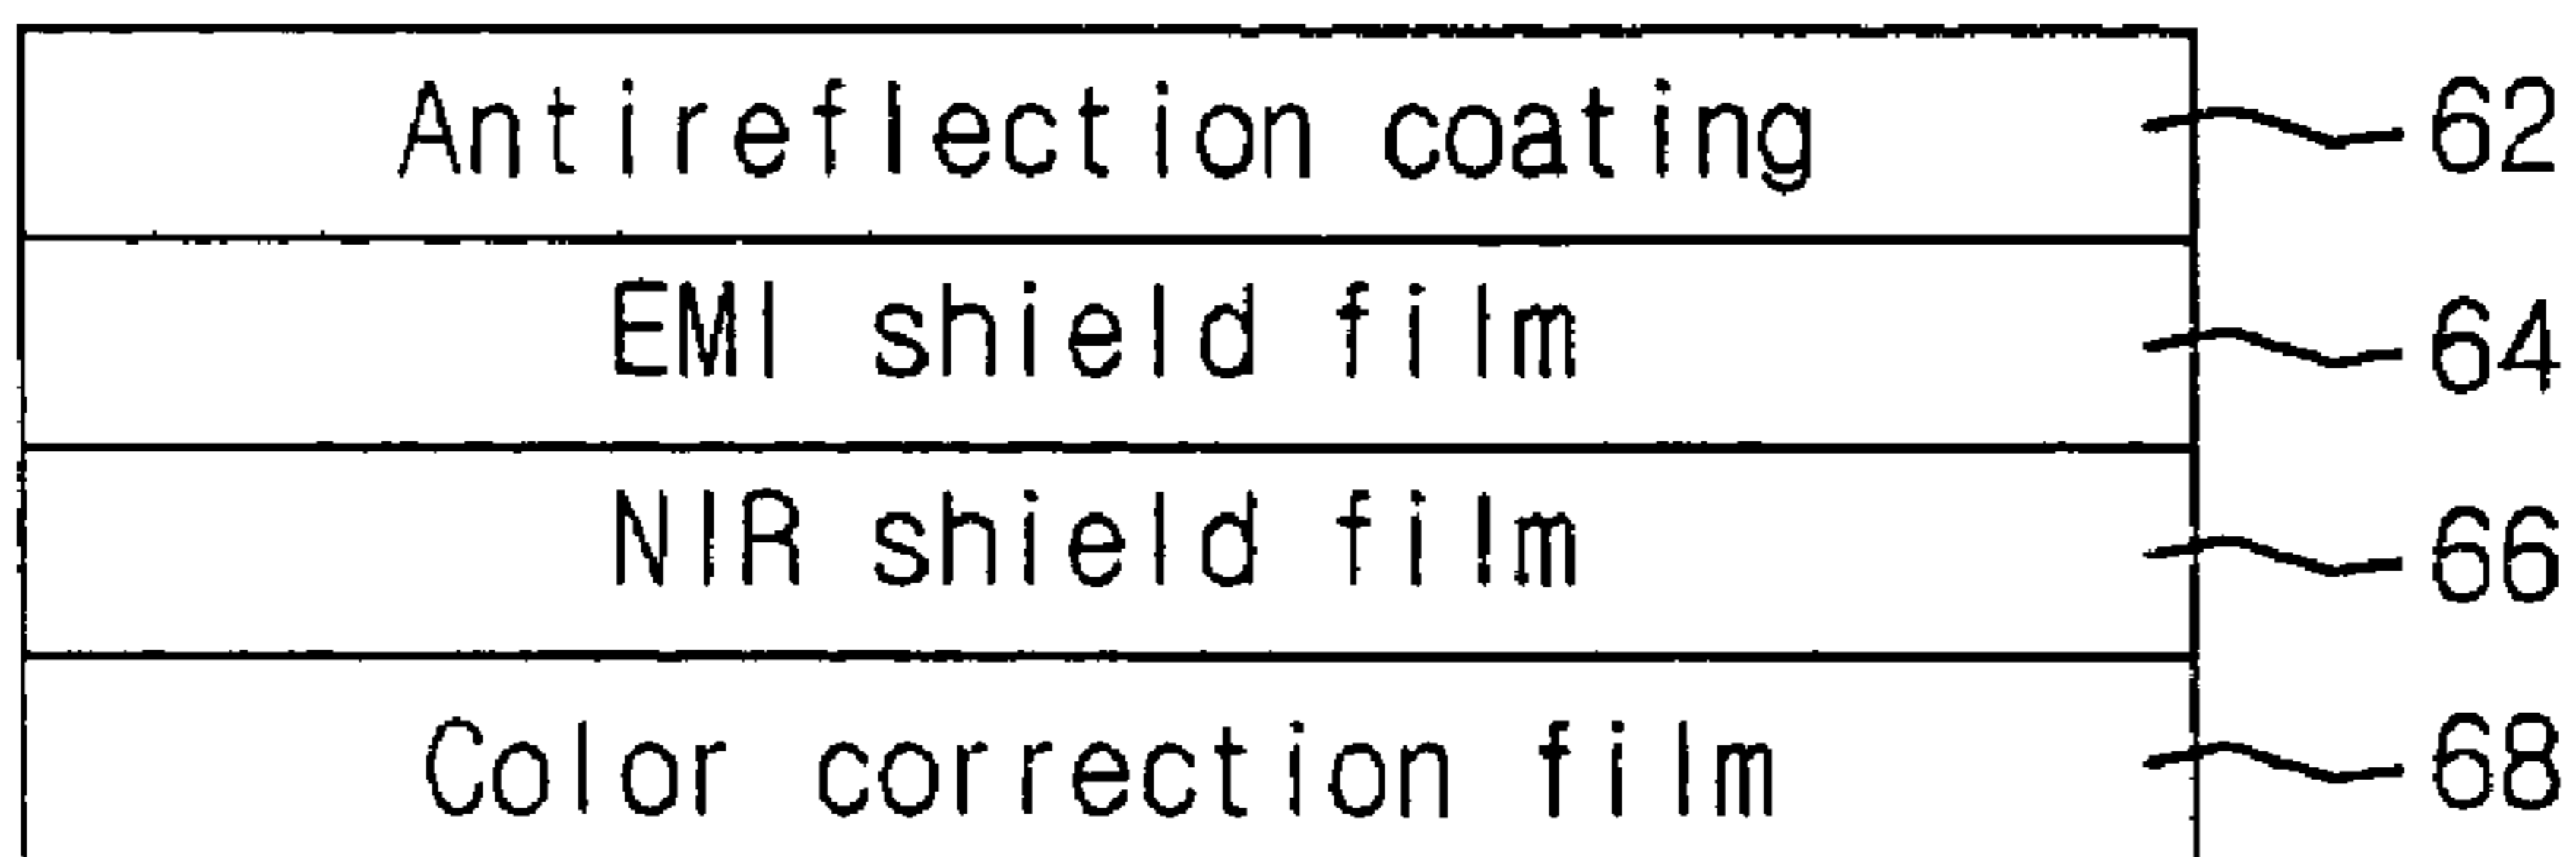 Antireflection coating 62
EMI shield film 64
NIR shield film 66
Color correction film 68